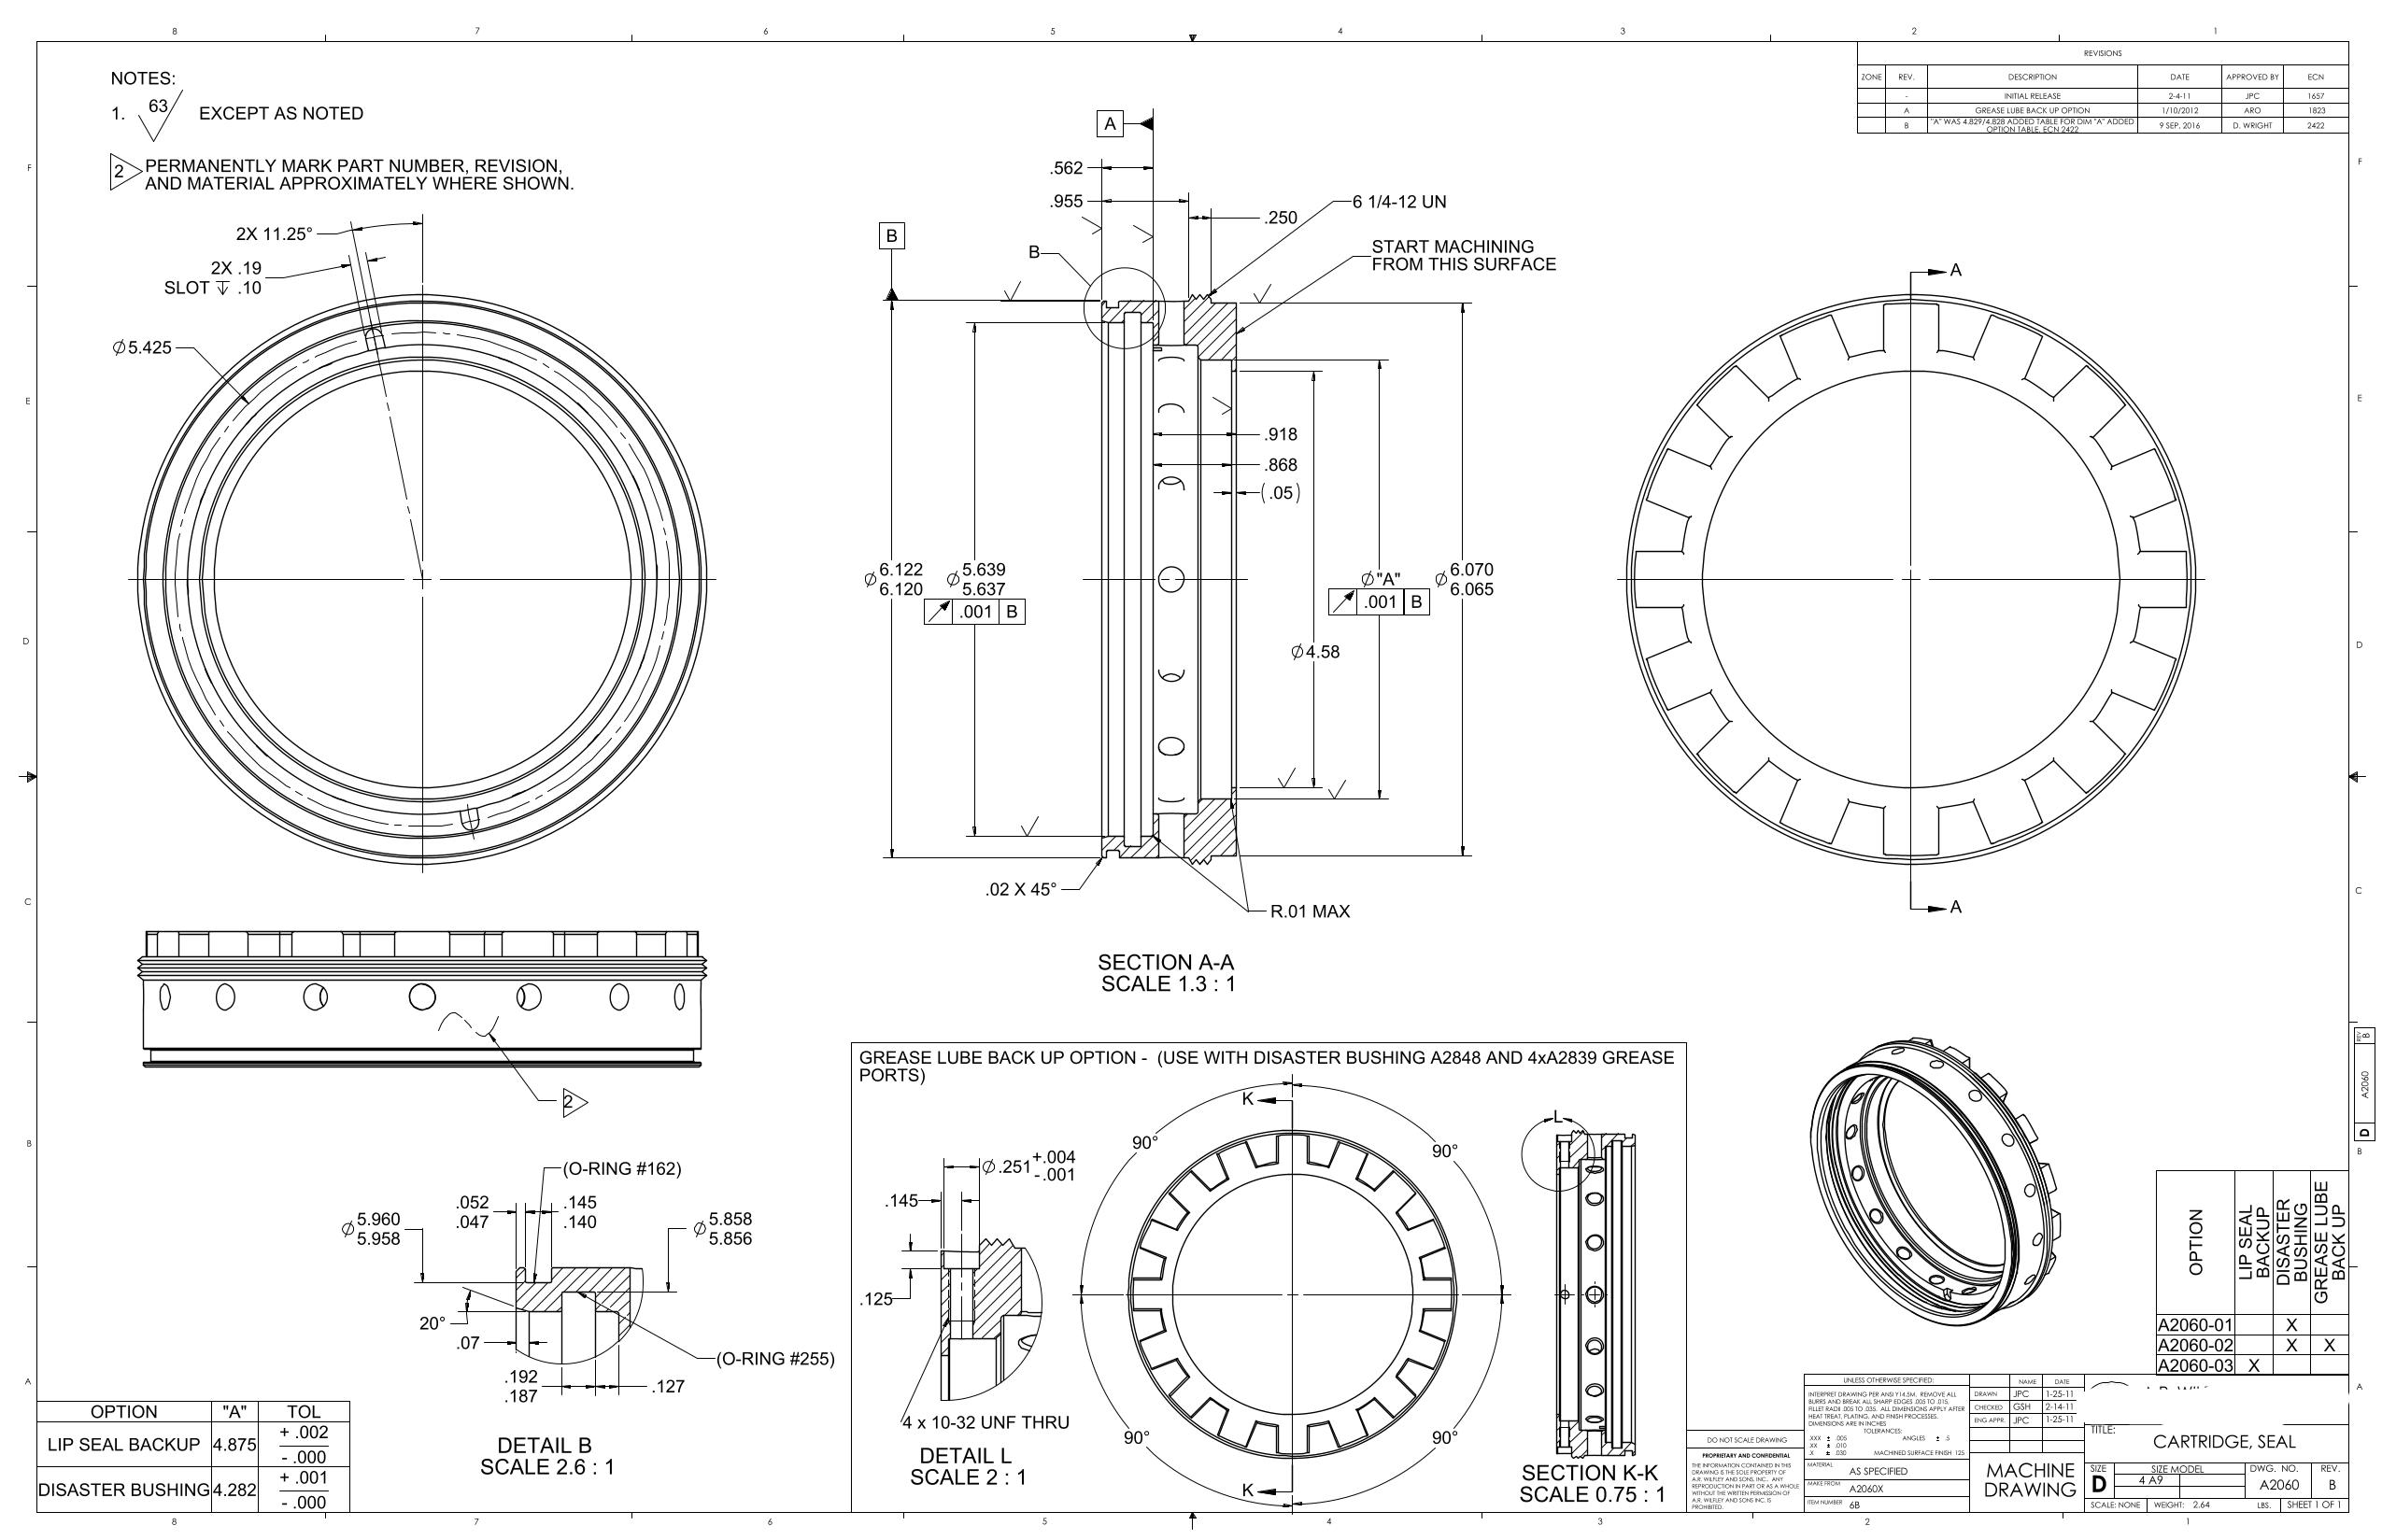 8 7 6 5 4 3 2 1
REVISIONS
ZONE REV. DESCRIPTION DATE APPROVED BY ECN
- INITIAL RELEASE 2-4-11 JPC 1657
A GREASE LUBE BACK UP OPTION 1/10/2012 ARO 1823
B "A" WAS 4.829/4.828 ADDED TABLE FOR DIM "A" ADDED
OPTION TABLE, ECN 2422 9 SEP, 2016 D. WRIGHT 2422
NOTES:
1. 63 EXCEPT AS NOTED
2 PERMANENTLY MARK PART NUMBER, REVISION,
AND MATERIAL APPROXIMATELY WHERE SHOWN.
F
F
E
E
D
D
C
C
B
B
A
A
2X 11.25°
2X .19
SLOT ↧ .10
∅5.425
A
.562
.955
.250
6 1/4-12 UN
START MACHINING
FROM THIS SURFACE
B
B
.918
.868
(.05)
∅6.122
6.120
∅5.639
5.637
.001 B
∅"A"
.001 B
∅6.070
6.065
∅4.58
.02 X 45°
R.01 MAX
SECTION A-A
SCALE 1.3 : 1
A
A
2
(O-RING #162)
.052
.047
.145
.140
∅5.960
5.958
∅5.858
5.856
20°
.07
(O-RING #255)
.192
.187
.127
DETAIL B
SCALE 2.6 : 1
OPTION "A" TOL
LIP SEAL BACKUP 4.875 + .002
- .000
DISASTER BUSHING 4.282 + .001
- .000
GREASE LUBE BACK UP OPTION - (USE WITH DISASTER BUSHING A2848 AND 4xA2839 GREASE
PORTS)
K
90°
90°
90°
90°
K
L
∅.251 +.004
-.001
.145
.125
4 x 10-32 UNF THRU
DETAIL L
SCALE 2 : 1
SECTION K-K
SCALE 0.75 : 1
REV B
A2060
D
OPTION
LIP SEAL
BACKUP
DISASTER
BUSHING
GREASE LUBE
BACK UP
A2060-01 X
A2060-02 X X
A2060-03 X
DO NOT SCALE DRAWING
PROPRIETARY AND CONFIDENTIAL
THE INFORMATION CONTAINED IN THIS
DRAWING IS THE SOLE PROPERTY OF
A.R. WILFLEY AND SONS, INC.. ANY
REPRODUCTION IN PART OR AS A WHOLE
WITHOUT THE WRITTEN PERMISSION OF
A.R. WILFLEY AND SONS INC. IS
PROHIBITED.
UNLESS OTHERWISE SPECIFIED:
INTERPRET DRAWING PER ANSI Y14.5M. REMOVE ALL
BURRS AND BREAK ALL SHARP EDGES .005 TO .015,
FILLET RADII .005 TO .035. ALL DIMENSIONS APPLY AFTER
HEAT TREAT, PLATING, AND FINISH PROCESSES.
DIMENSIONS ARE IN INCHES
TOLERANCES:
.XXX ± .005 ANGLES ± .5
.XX ± .010
.X ± .030 MACHINED SURFACE FINISH 125
MATERIAL
AS SPECIFIED
MAKE FROM
A2060X
ITEM NUMBER
6B
NAME DATE
DRAWN JPC 1-25-11
CHECKED GSH 2-14-11
ENG APPR. JPC 1-25-11
MACHINE
DRAWING
TITLE:
CARTRIDGE, SEAL
SIZE
D
SIZE MODEL
4 A9
DWG. NO.
A2060
REV.
B
SCALE: NONE WEIGHT: 2.64 LBS. SHEET 1 OF 1
8 7 6 5 4 3 2 1